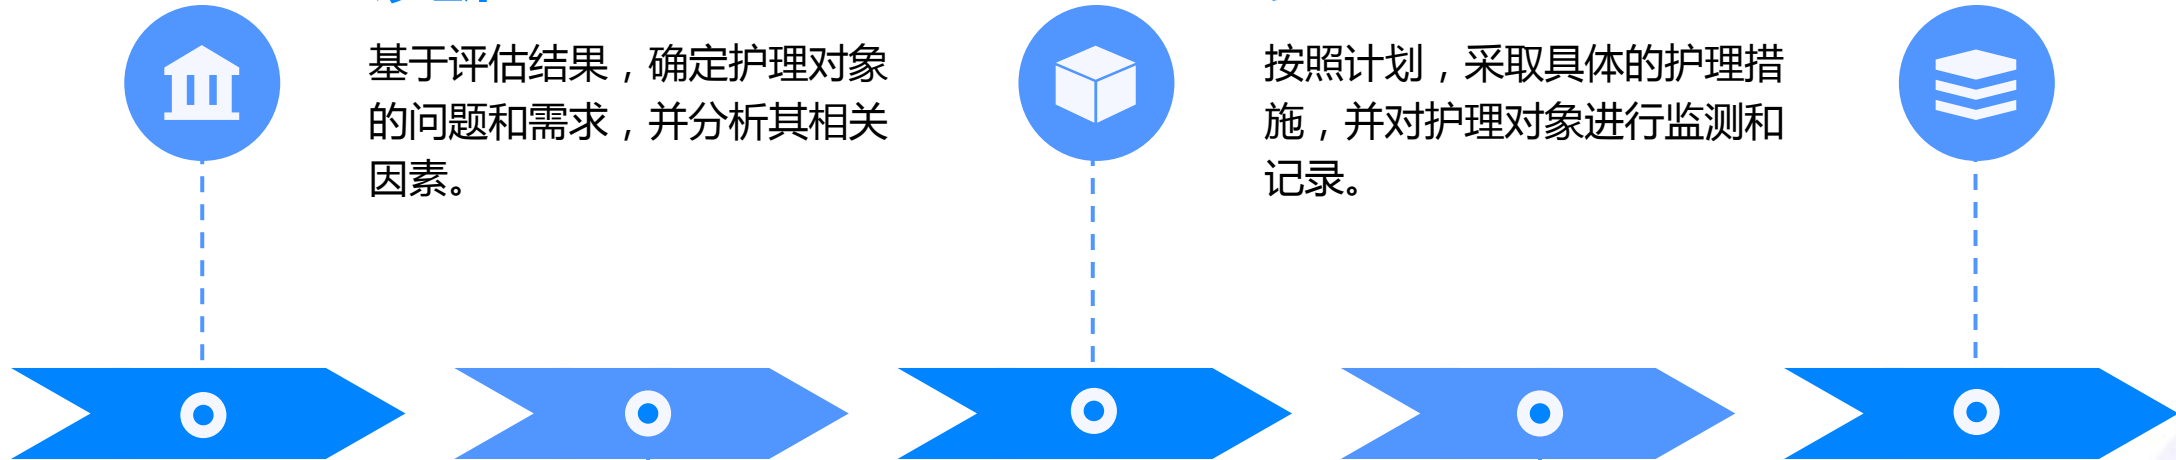 基于评估结果，确定护理对象
的问题和需求，并分析其相关
因素。
按照计划，采取具体的护理措
施，并对护理对象进行监测和
记录。